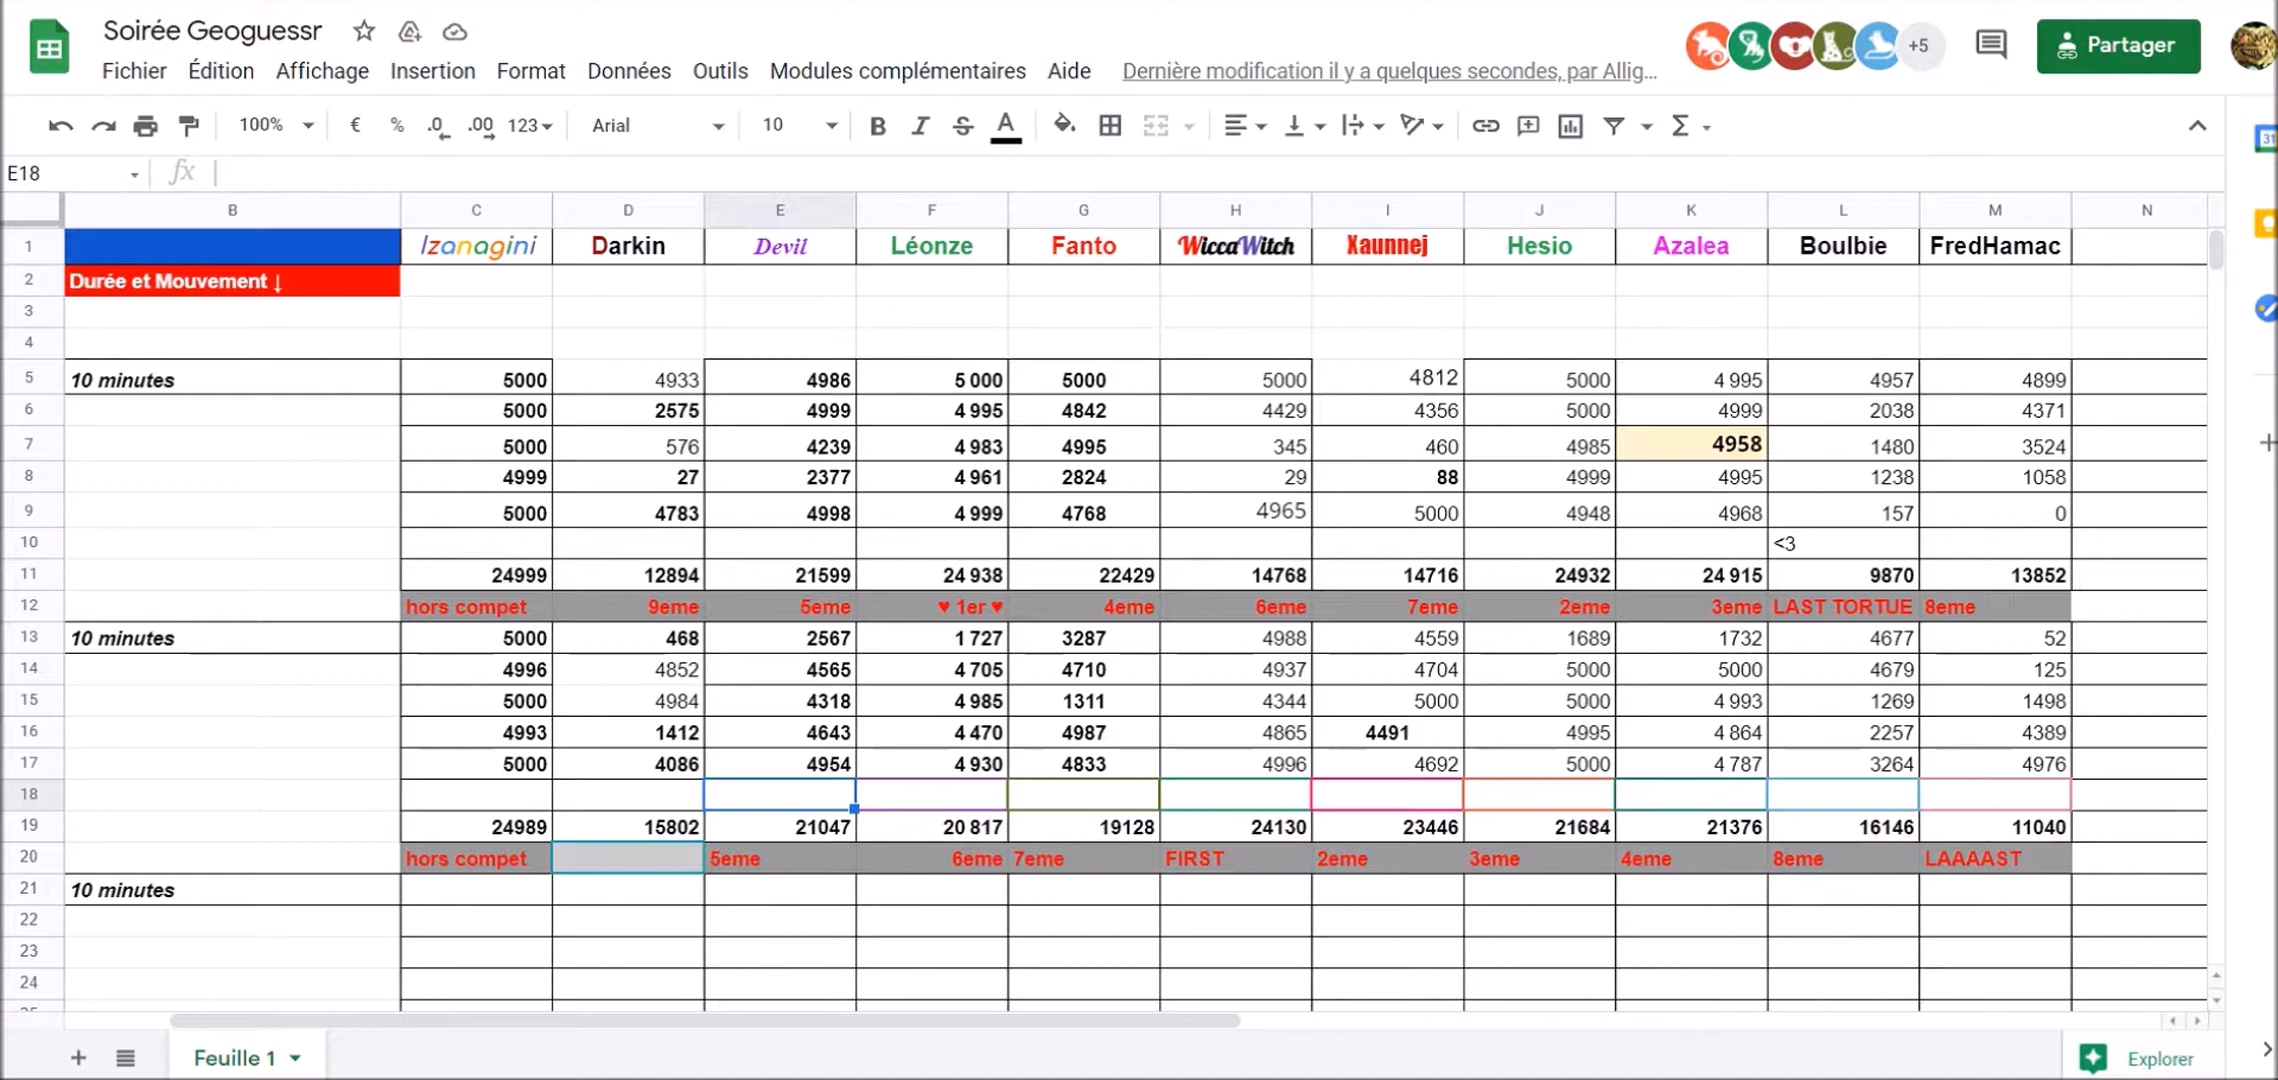 Soirée Geoguessr
+5
Partager
Fichier Édition Affichage Insertion Format Données Outils Modules complémentaires Aide Dernière modification il y a quelques secondes, par Allig...
100% € % .0 .00 123 Arial 10 B I S A Σ
31
E18 fx
B C D E F G H I J K L M N
1 Izanagini Darkin Devil Léonze Fanto WiccaWitch Xaunnej Hesio Azalea Boulbie FredHamac
2 Durée et Mouvement ↓
3
4
5 10 minutes 5000 4933 4986 5 000 5000 5000 4812 5000 4 995 4957 4899
6 5000 2575 4999 4 995 4842 4429 4356 5000 4999 2038 4371
7 5000 576 4239 4 983 4995 345 460 4985 4958 1480 3524
8 4999 27 2377 4 961 2824 29 88 4999 4995 1238 1058
9 5000 4783 4998 4 999 4768 4965 5000 4948 4968 157 0
10 <3
11 24999 12894 21599 24 938 22429 14768 14716 24932 24 915 9870 13852
12 hors compet 9eme 5eme ♥ 1er ♥ 4eme 6eme 7eme 2eme 3eme LAST TORTUE 8eme
13 10 minutes 5000 468 2567 1 727 3287 4988 4559 1689 1732 4677 52
14 4996 4852 4565 4 705 4710 4937 4704 5000 5000 4679 125
15 5000 4984 4318 4 985 1311 4344 5000 5000 4 993 1269 1498
16 4993 1412 4643 4 470 4987 4865 4491 4995 4 864 2257 4389
17 5000 4086 4954 4 930 4833 4996 4692 5000 4 787 3264 4976
18
19 24989 15802 21047 20 817 19128 24130 23446 21684 21376 16146 11040
20 hors compet 5eme 6eme 7eme FIRST 2eme 3eme 4eme 8eme LAAAAST
21 10 minutes
22
23
24
Feuille 1 Explorer